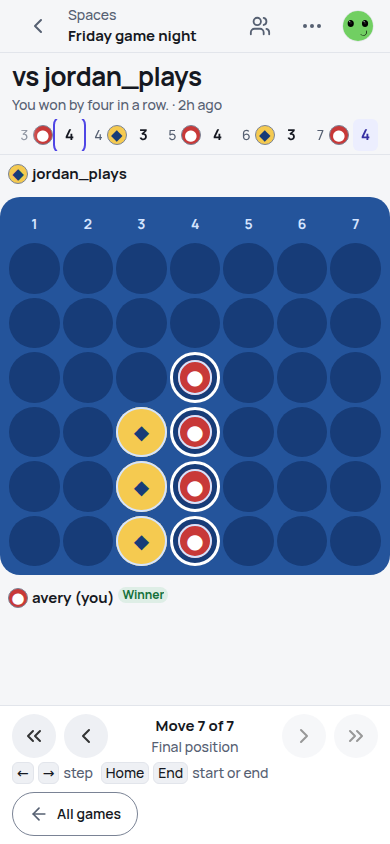 Spaces
Friday game night
vs jordan_plays
You won by four in a row. · 2h ago
3 4 4 3 5 4 6 3 7 4
jordan_plays
1 2 3 4 5 6 7
avery (you) Winner
Move 7 of 7
Final position
← → step Home End start or end
All games